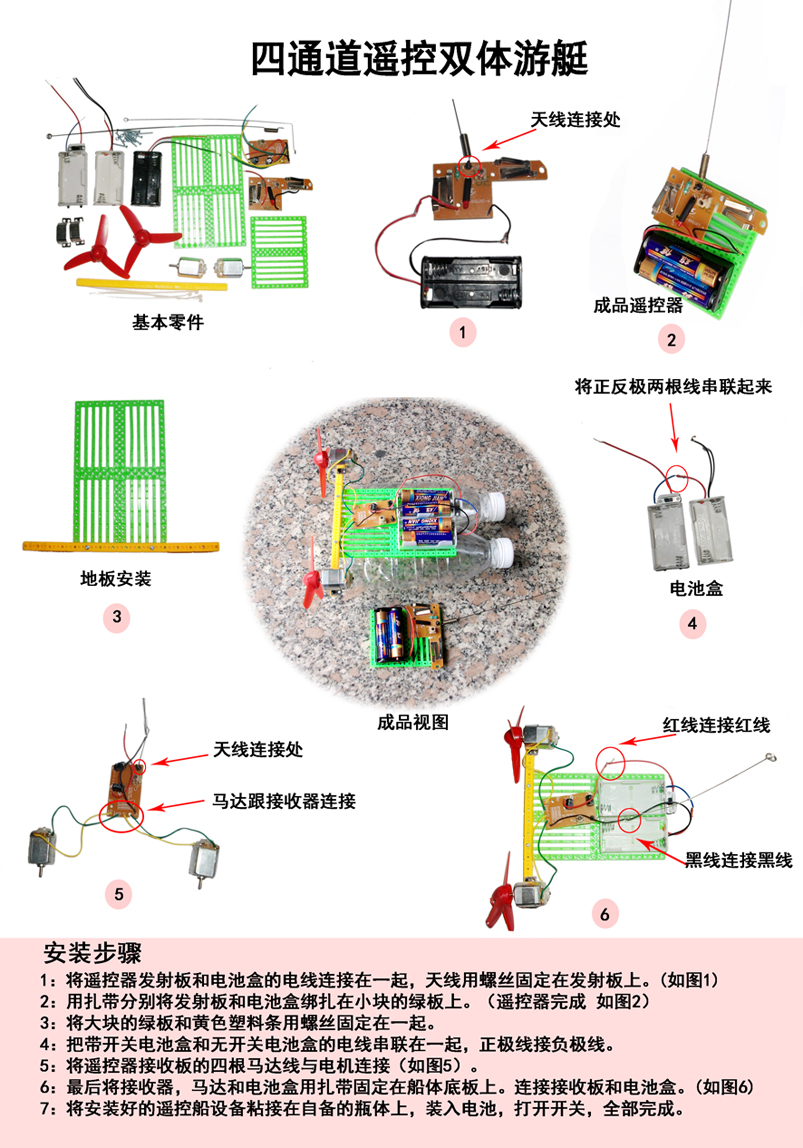 四通道遥控双体游艇
天线连接处
基本零件
1
成品遥控器
2
将正反极两根线串联起来
地板安装
3
电池盒
4
XIONG JIAN
成品视图
天线连接处
马达跟接收器连接
5
红线连接红线
黑线连接黑线
6
安装步骤
1：将遥控器发射板和电池盒的电线连接在一起，天线用螺丝固定在发射板上。(如图1)
2：用扎带分别将发射板和电池盒绑扎在小块的绿板上。（遥控器完成 如图2）
3：将大块的绿板和黄色塑料条用螺丝固定在一起。
4：把带开关电池盒和无开关电池盒的电线串联在一起，正极线接负极线。
5：将遥控器接收板的四根马达线与电机连接（如图5）。
6：最后将接收器，马达和电池盒用扎带固定在船体底板上。连接接收板和电池盒。(如图6)
7：将安装好的遥控船设备粘接在自备的瓶体上，装入电池，打开开关，全部完成。